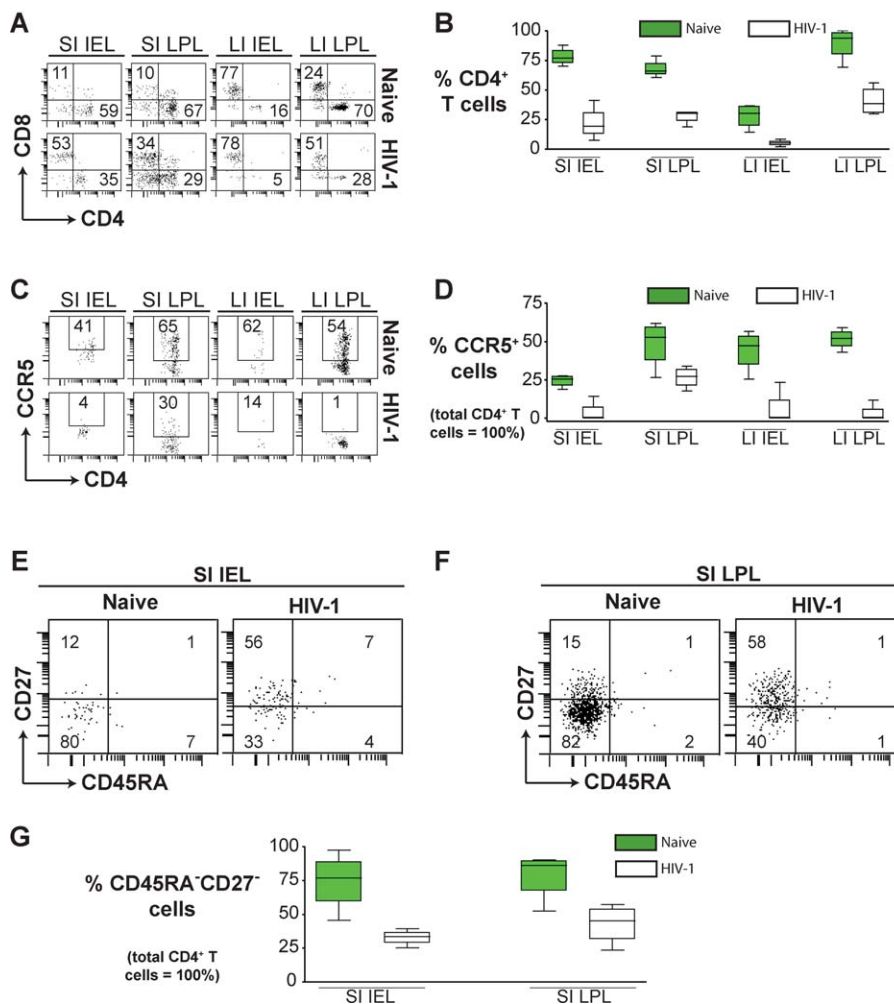 A
SI IEL SI LPL LI IEL LI LPL
11 10 77 24
59 67 16 70
Naive
53 34 78 51
35 29 5 28
HIV-1
CD8
CD4
B
Naive HIV-1
% CD4⁺
T cells
100
75
50
25
0
SI IEL SI LPL LI IEL LI LPL
C
SI IEL SI LPL LI IEL LI LPL
41 65 62 54
Naive
4 30 14 1
HIV-1
CCR5
CD4
D
Naive HIV-1
% CCR5⁺
cells
(total CD4⁺ T
cells = 100%)
75
50
25
0
SI IEL SI LPL LI IEL LI LPL
E
SI IEL
Naive HIV-1
12 1 56 7
80 7 33 4
CD27
CD45RA
F
SI LPL
Naive HIV-1
15 1 58 1
82 2 40 1
CD27
CD45RA
G
Naive
HIV-1
% CD45RA⁻CD27⁻
cells
(total CD4⁺ T
cells = 100%)
100
75
50
25
0
SI IEL SI LPL